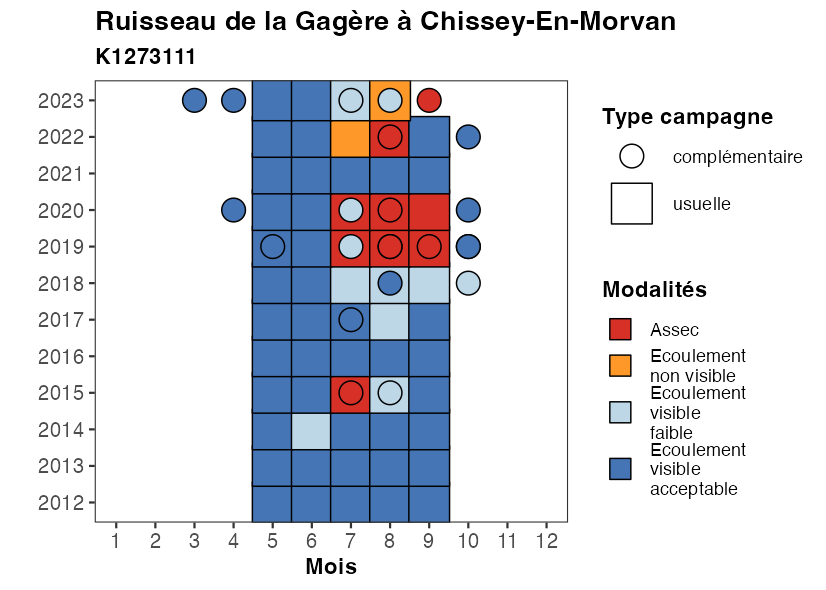 Ruisseau de la Gagère à Chissey-En-Morvan
K1273111
2023
2022
2021
2020
2019
2018
2017
2016
2015
2014
2013
2012
1 2 3 4 5 6 7 8 9 10 11 12
Mois
Type campagne
complémentaire
usuelle
Modalités
Assec
Ecoulement
non visible
Ecoulement
visible
faible
Ecoulement
visible
acceptable